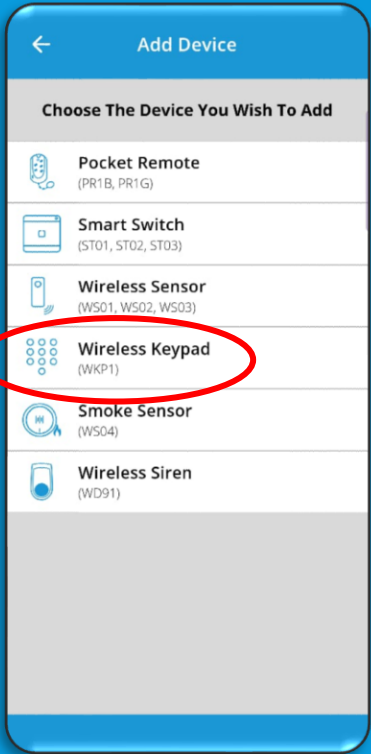 Add Device
Choose The Device You Wish To Add
Pocket Remote
(PR1B, PR1G)
Smart Switch
(ST01, ST02, ST03)
Wireless Sensor
(WS01, WS02, WS03)
Wireless Keypad
(WKP1)
Smoke Sensor
(WS04)
Wireless Siren
(WD91)